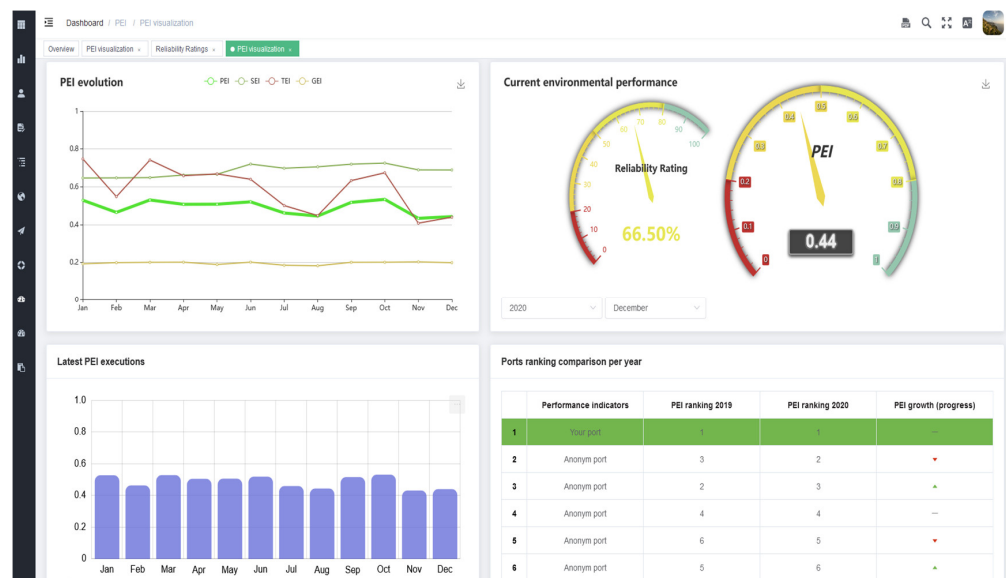 Dashboard / PEI / PEI visualization
Overview PEI visualization × Reliability Ratings × PEI visualization ×
PEI evolution
PEI SEI TEI GEI
1
0.8
0.6
0.4
0.2
0
Jan Feb Mar Apr May Jun Jul Aug Sep Oct Nov Dec
Current environmental performance
0
10
20
30
40
50
60
70
80
90
100
Reliability Rating
66.50%
0
0.1
0.2
0.3
0.4
0.5
0.6
0.7
0.8
0.9
1
PEI
0.44
2020
December
Latest PEI executions
1.0
0.8
0.6
0.4
0.2
0
Jan Feb Mar Apr May Jun Jul Aug Sep Oct Nov Dec
Ports ranking comparison per year
Performance indicators PEI ranking 2019 PEI ranking 2020 PEI growth (progress)
1 Your port 1 1 —
2 Anonym port 3 2
3 Anonym port 2 3
4 Anonym port 4 4 —
5 Anonym port 6 5
6 Anonym port 5 6